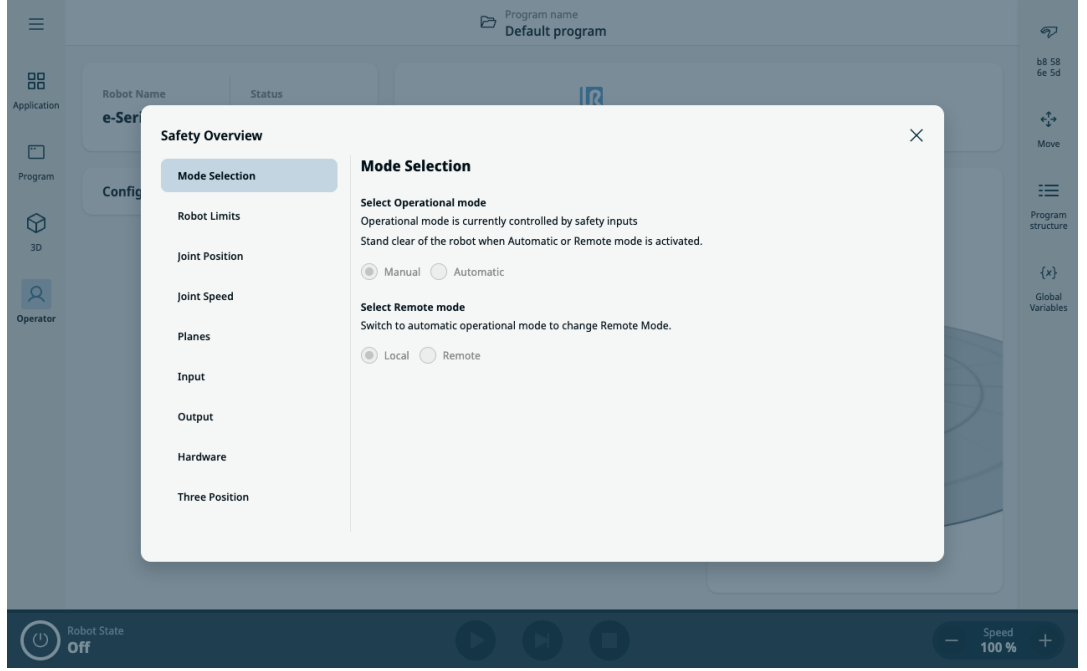 Program name
Default program
Application
Program
3D
Operator
Robot Name
Status
e-Seri
Config
Safety Overview
Mode Selection
Robot Limits
Joint Position
Joint Speed
Planes
Input
Output
Hardware
Three Position
Mode Selection
Select Operational mode
Operational mode is currently controlled by safety inputs
Stand clear of the robot when Automatic or Remote mode is activated.
Manual Automatic
Select Remote mode
Switch to automatic operational mode to change Remote Mode.
Local Remote
b8 58
6e 5d
Move
Program
structure
{x}
Global
Variables
Robot State
Off
Speed
100 %